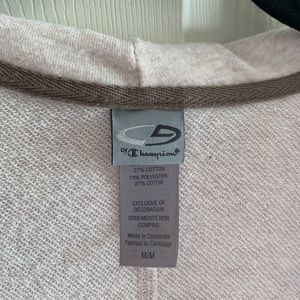 BY Champion®
27% COTTON
73% POLYESTER/
27% COTON
EXCLUSIVE OF
DECORATION
ORNEMENTS NON
COMPRIS
Made in Cambodia
Fabriqué au Cambodge
M/M